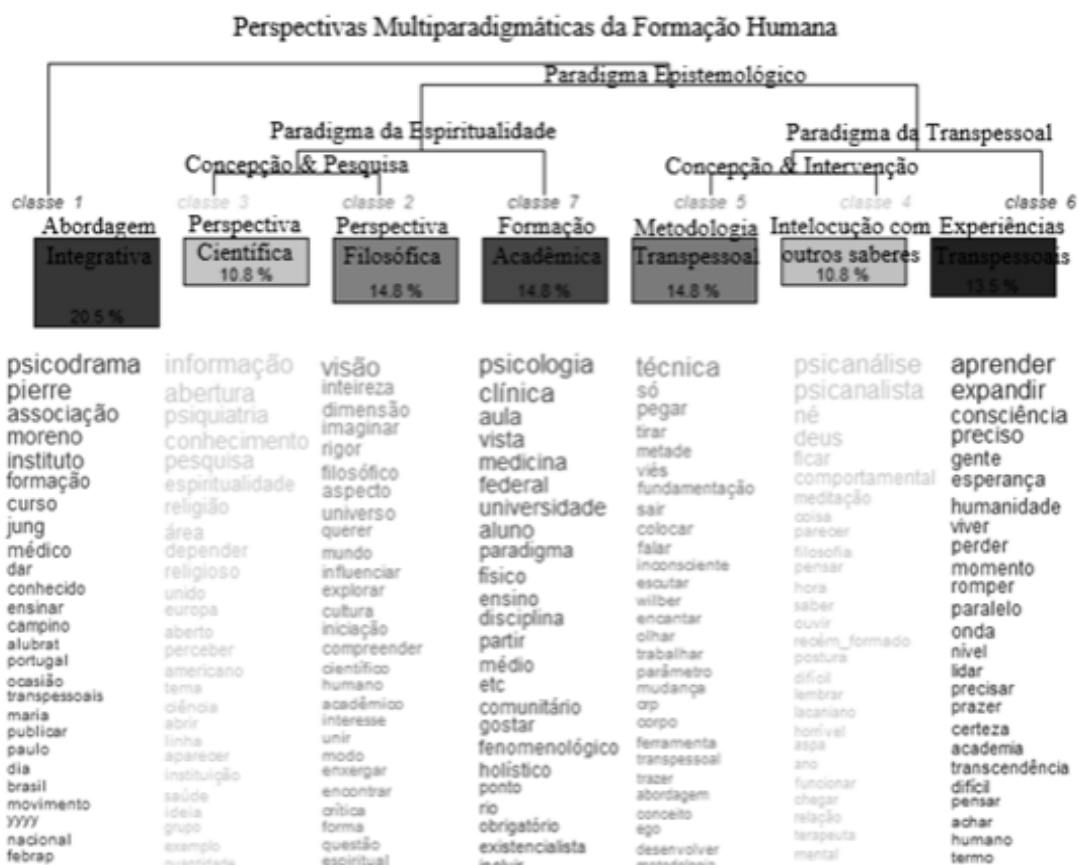 Perspectivas Multiparadigmáticas da Formação Humana
Paradigma Epistemológico
Paradigma da Espiritualidade
Paradigma da Transpessoal
Concepção & Pesquisa
Concepção & Intervenção
classe 1
Abordagem
Integrativa
20.5 %
psicodrama
pierre
associação
moreno
instituto
formação
curso
jung
médico
dar
conhecido
ensinar
campino
alubrat
portugal
ocasião
transpessoais
maria
publicar
paulo
dia
brasil
movimento
yyyy
nacional
febrap
classe 3
Perspectiva
Científica
10.8 %
informação
abertura
psiquiatria
conhecimento
pesquisa
espiritualidade
religião
área
depender
religioso
unido
europa
aberto
perceber
americano
tema
ciência
abrir
linha
aparecer
instituição
saúde
ideia
grupo
exemplo
quantidade
classe 2
Perspectiva
Filosófica
14.8 %
visão
inteireza
dimensão
imaginar
rigor
filosófico
aspecto
universo
querer
mundo
influenciar
explorar
cultura
iniciação
compreender
científico
humano
acadêmico
interesse
unir
modo
enxergar
encontrar
crítica
forma
questão
espiritual
classe 7
Formação
Acadêmica
14.8 %
psicologia
clínica
aula
vista
medicina
federal
universidade
aluno
paradigma
físico
ensino
disciplina
partir
médio
etc
comunitário
gostar
fenomenológico
holístico
ponto
rio
obrigatório
existencialista
classe 5
Metodologia
Transpessoal
14.8 %
técnica
só
pegar
tirar
metade
viés
fundamentação
sair
colocar
falar
inconsciente
escutar
wilber
encantar
olhar
trabalhar
parâmetro
mudança
crp
corpo
ferramenta
transpessoal
trazer
abordagem
conceito
ego
desenvolver
metodologia
classe 4
Intelocução com
outros saberes
10.8 %
psicanálise
psicanalista
né
deus
ficar
comportamental
meditação
coisa
parecer
filosofia
pensar
hora
saber
ouvir
recém_formado
postura
difícil
lembrar
lacaniano
horrível
aspa
ano
funcionar
chegar
relação
terapeuta
mental
classe 6
Experiências
Transpessoais
13.5 %
aprender
expandir
consciência
preciso
gente
esperança
humanidade
viver
perder
momento
romper
paralelo
onda
nível
lidar
precisar
prazer
certeza
academia
transcendência
difícil
pensar
achar
humano
termo